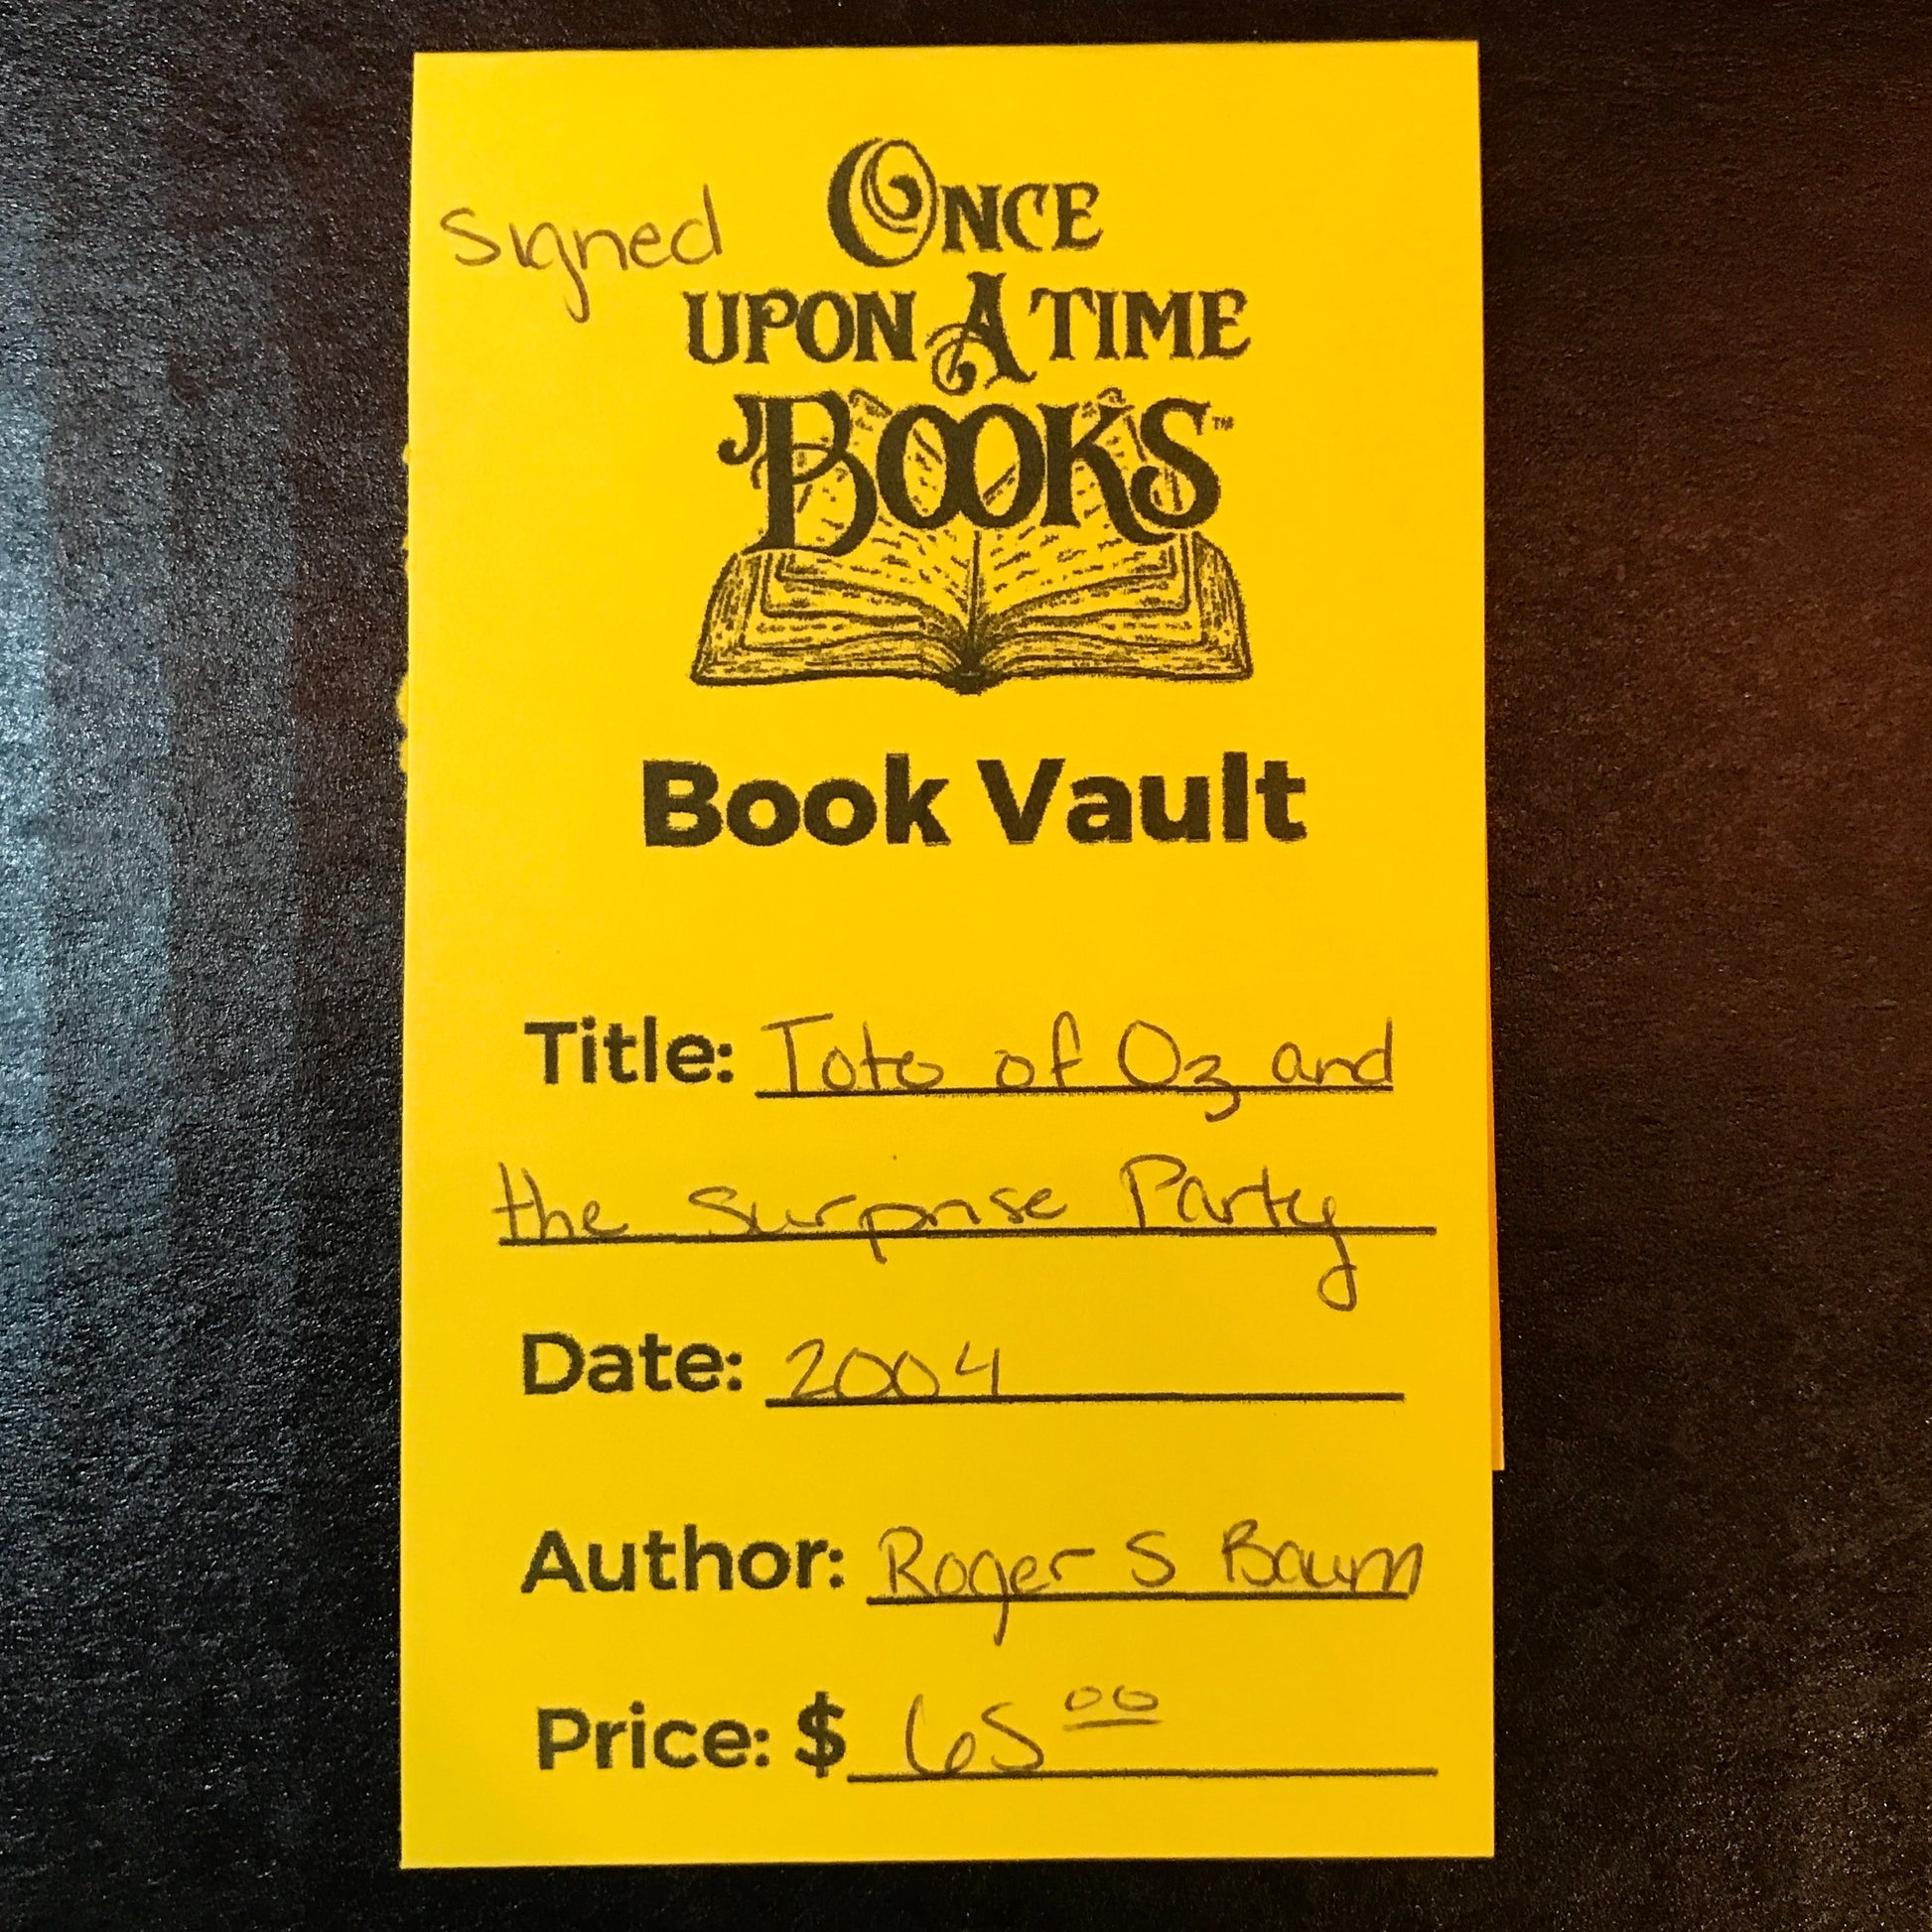 Signed
ONCE
UPON A TIME
BOOKS™
Book Vault
Title: Toto of Oz and
the Surprise Party
Date: 2004
Author: Roger S Baum
Price: $ 65 00